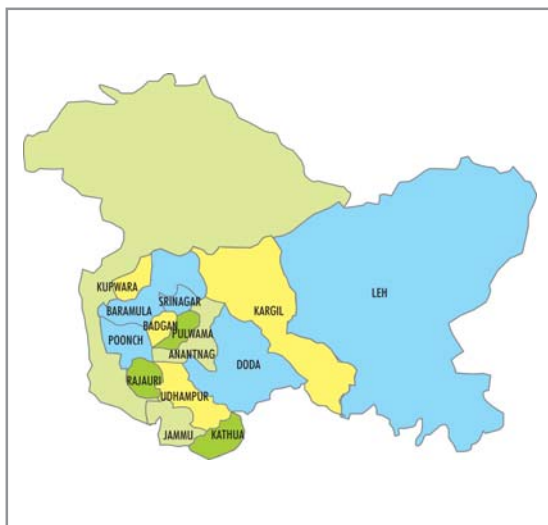 KUPWARA
BARAMULA
SRINAGAR
BADGAN
PULWAMA
POONCH
ANANTNAG
KARGIL
LEH
DODA
RAJAURI
UDHAMPUR
JAMMU
KATHUA